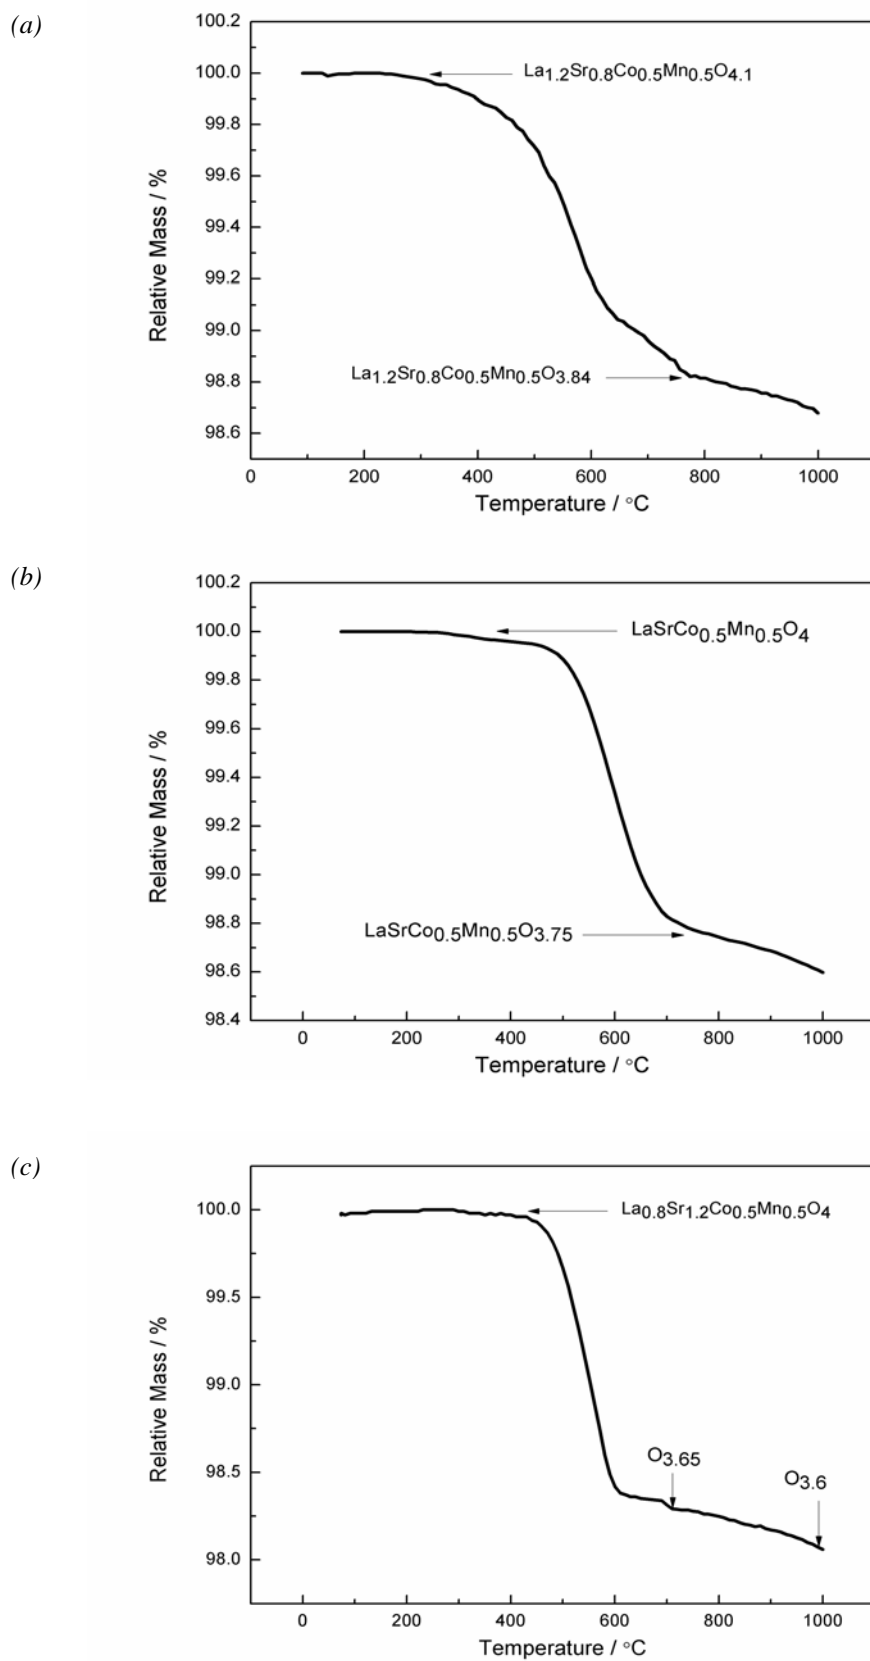 (a)
100.2
100.0
99.8
99.6
99.4
99.2
99.0
98.8
98.6
Relative Mass / %
La1.2Sr0.8Co0.5Mn0.5O4.1
La1.2Sr0.8Co0.5Mn0.5O3.84
0 200 400 600 800 1000
Temperature / °C
(b)
100.2
100.0
99.8
99.6
99.4
99.2
99.0
98.8
98.6
98.4
Relative Mass / %
LaSrCo0.5Mn0.5O4
LaSrCo0.5Mn0.5O3.75
0 200 400 600 800 1000
Temperature / °C
(c)
100.0
99.5
99.0
98.5
98.0
Relative Mass / %
La0.8Sr1.2Co0.5Mn0.5O4
O3.65
O3.6
0 200 400 600 800 1000
Temperature / °C